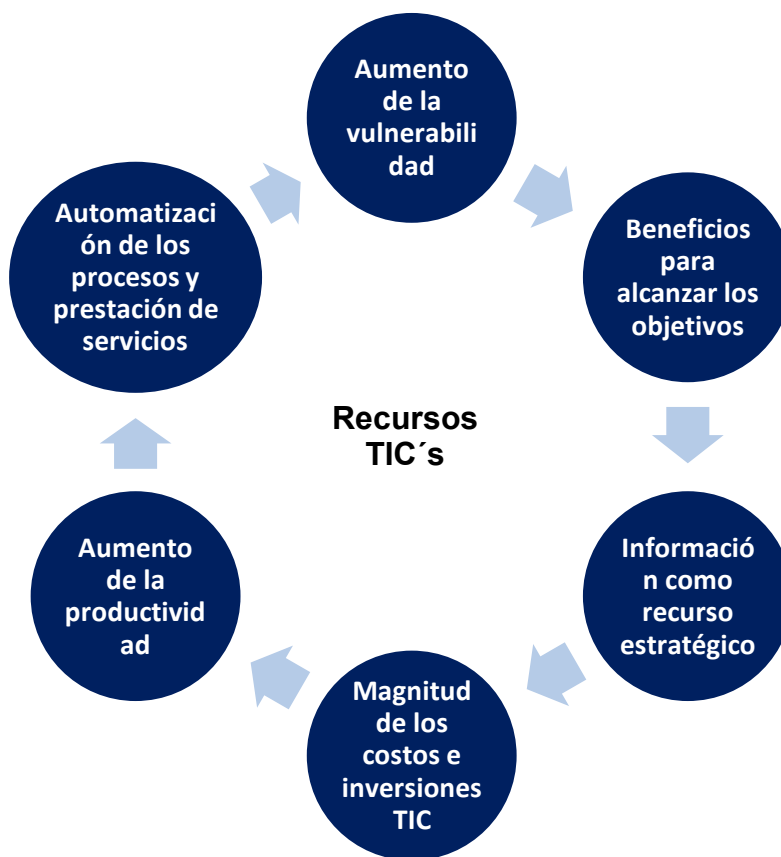 Aumento
de la
vulnerabili
dad
Beneficios
para
alcanzar los
objetivos
Informació
n como
recurso
estratégico
Magnitud
de los
costos e
inversiones
TIC
Aumento
de la
productivid
ad
Automatizaci
ón de los
procesos y
prestación de
servicios
Recursos
TIC´s